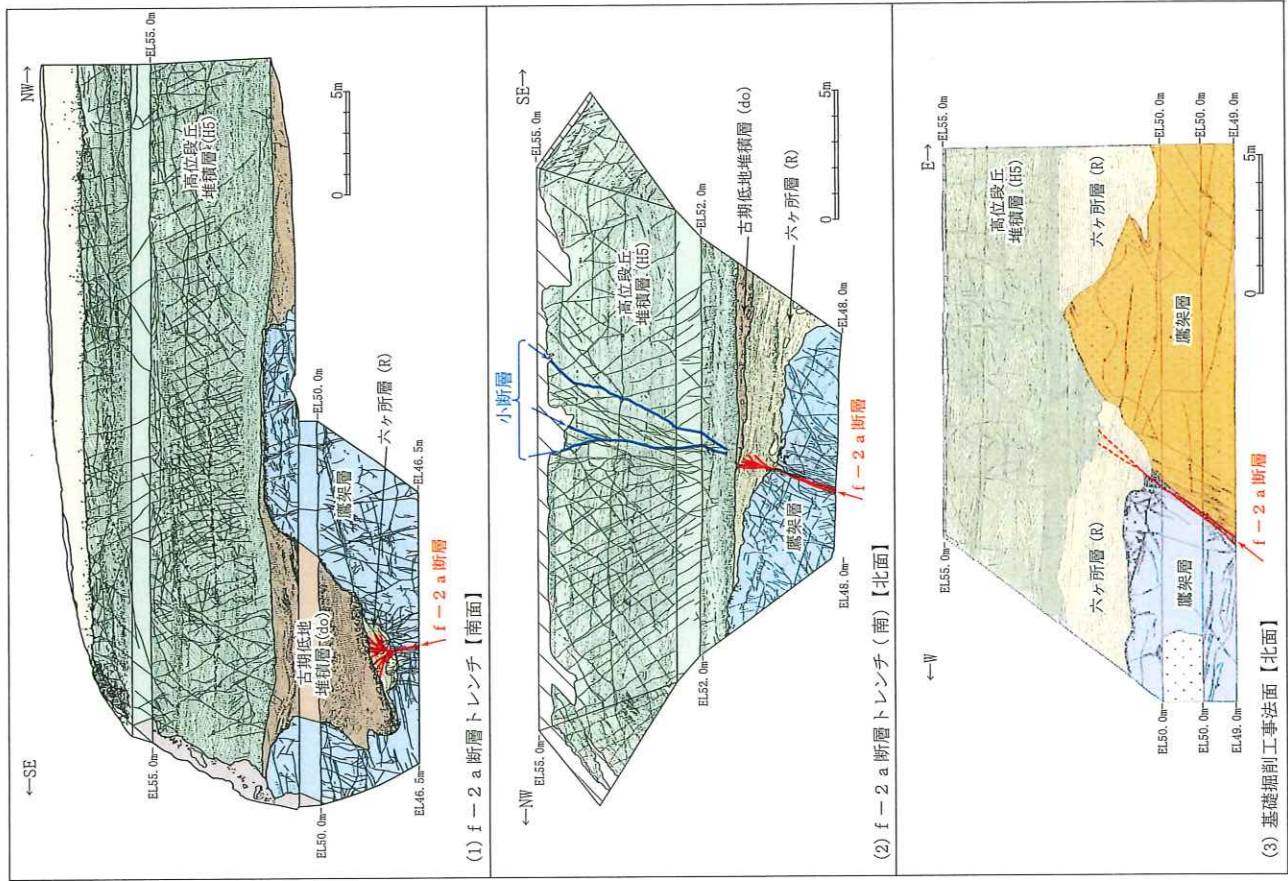 ←SE
NW→
EL55.0m
EL55.0m
高位段丘
堆積層(H5)
EL50.0m
EL50.0m
古期低地
堆積層(do)
鷹架層
六ヶ所層(R)
EL46.5m
EL46.5m
f－2a断層
0
5m
(1) f－2a断層トレンチ【南面】
←NW
SE→
小断層
EL55.0m
EL55.0m
高位段丘
堆積層(H5)
EL52.0m
EL52.0m
古期低地堆積層(do)
六ヶ所層(R)
鷹架層
EL48.0m
EL48.0m
f－2a断層
0
5m
(2) f－2a断層トレンチ(南)【北面】
←W
E→
EL55.0m
EL55.0m
高位段丘
堆積層(H5)
六ヶ所層(R)
六ヶ所層(R)
鷹架層
鷹架層
EL50.0m
EL50.0m
EL50.0m
EL50.0m
EL49.0m
EL49.0m
f－2a断層
0
5m
(3) 基礎掘削工事法面【北面】